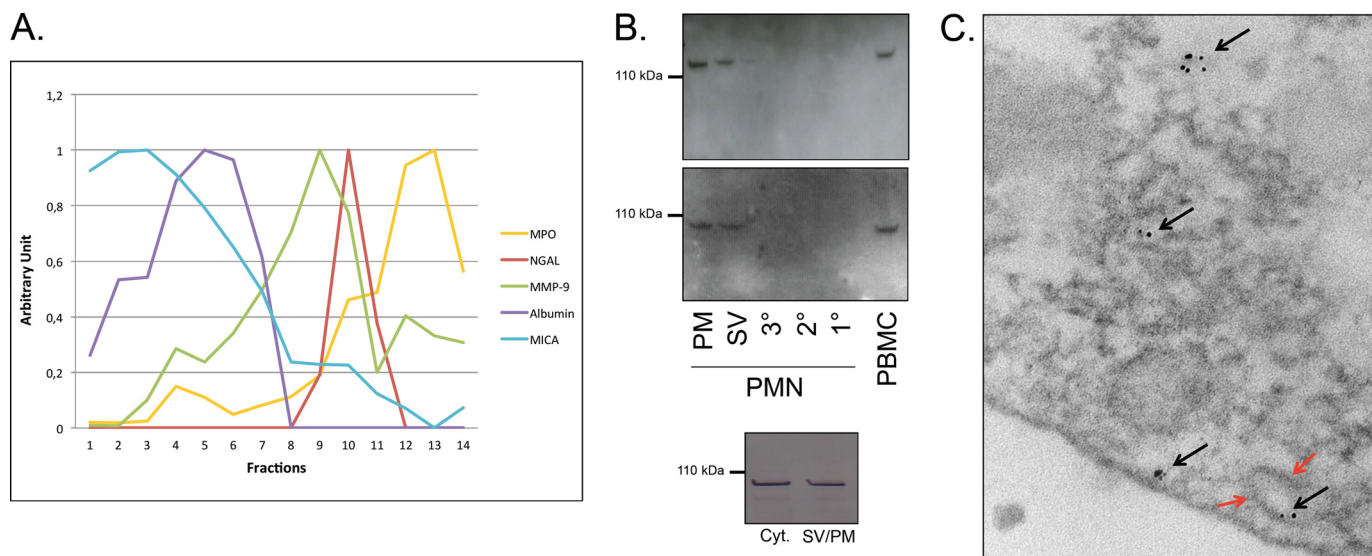 A.
1,2
1
0,8
0,6
0,4
0,2
0
Arbitrary Unit
1 2 3 4 5 6 7 8 9 10 11 12 13 14
Fractions
MPO
NGAL
MMP-9
Albumin
MICA
B.
110 kDa
110 kDa
PM SV 3° 2° 1° PBMC
PMN
110 kDa
Cyt. SV/PM
C.